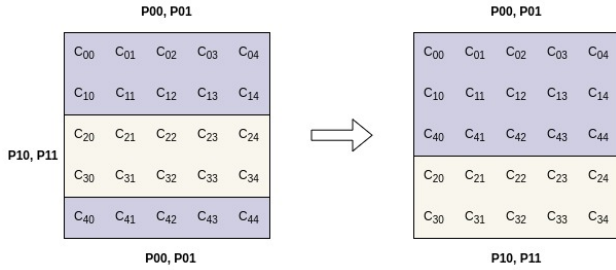 P00, P01
C00 C01 C02 C03 C04
C10 C11 C12 C13 C14
P10, P11
C20 C21 C22 C23 C24
C30 C31 C32 C33 C34
C40 C41 C42 C43 C44
P00, P01
P00, P01
C00 C01 C02 C03 C04
C10 C11 C12 C13 C14
C40 C41 C42 C43 C44
C20 C21 C22 C23 C24
C30 C31 C32 C33 C34
P10, P11